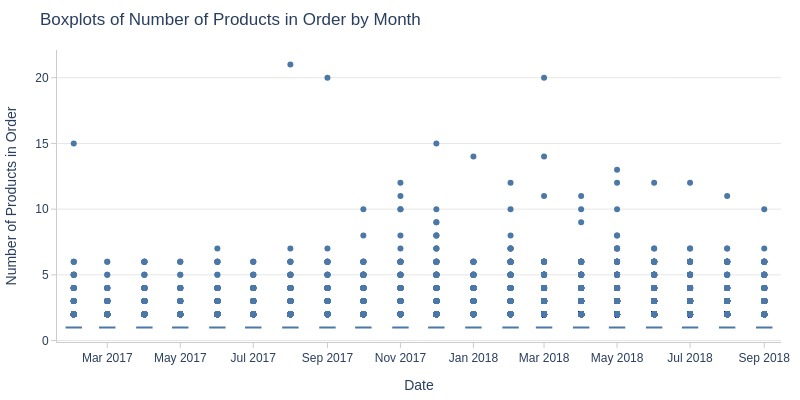 Boxplots of Number of Products in Order by Month
Number of Products in Order
20
15
10
5
0
Mar 2017 May 2017 Jul 2017 Sep 2017 Nov 2017 Jan 2018 Mar 2018 May 2018 Jul 2018 Sep 2018
Date